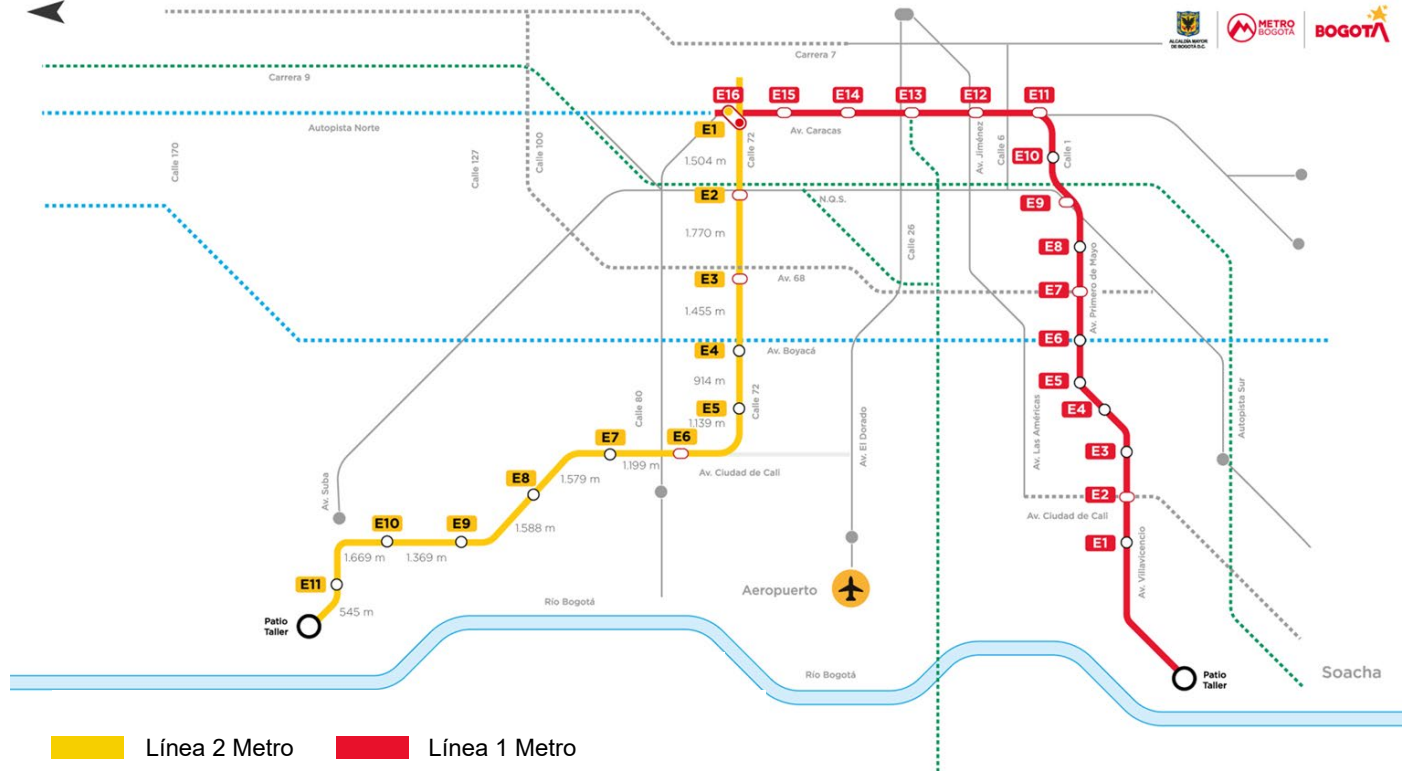 ALCALDÍA MAYOR
DE BOGOTÁ D.C.
METRO
BOGOTÁ
BOGOTÁ
Carrera 7
Carrera 9
Autopista Norte
Calle 170
Calle 127
Calle 100
E16
E15
E14
E13
E12
E11
Av. Caracas
E1
1.504 m
Calle 72
Av. Jiménez
Calle 6
E10
Calle 1
E2
N.Q.S.
E9
1.770 m
Calle 26
E8
E3
Av. 68
E7
Av. Primero de Mayo
1.455 m
E4
Av. Boyacá
E6
914 m
E5
Calle 72
1.139 m
Calle 80
E5
E4
Av. El Dorado
Av. Las Américas
Autopista Sur
E7
E6
1.199 m
Av. Ciudad de Cali
E3
E8
1.579 m
Av. Suba
E2
Av. Ciudad de Cali
1.588 m
E10
E9
1.669 m
1.369 m
E1
Av. Villavicencio
E11
545 m
Patio
Taller
Aeropuerto
Río Bogotá
Río Bogotá
Patio
Taller
Soacha
Línea 2 Metro
Línea 1 Metro